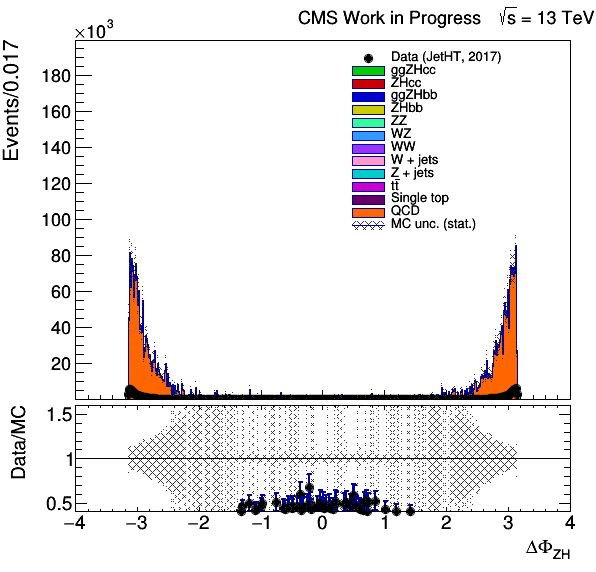 CMS Work in Progress √s = 13 TeV
×10³
Events/0.017
180
160
140
120
100
80
60
40
20
Data (JetHT, 2017)
ggZHcc
ZHcc
ggZHbb
ZHbb
ZZ
WZ
WW
W + jets
Z + jets
tt̄
Single top
QCD
MC unc. (stat.)
Data/MC
1.5
1
0.5
−4 −3 −2 −1 0 1 2 3 4
ΔΦZH